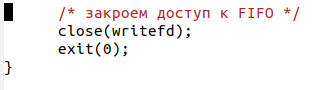 /* закроем доступ к FIFO */
close(writefd);
exit(0);
}